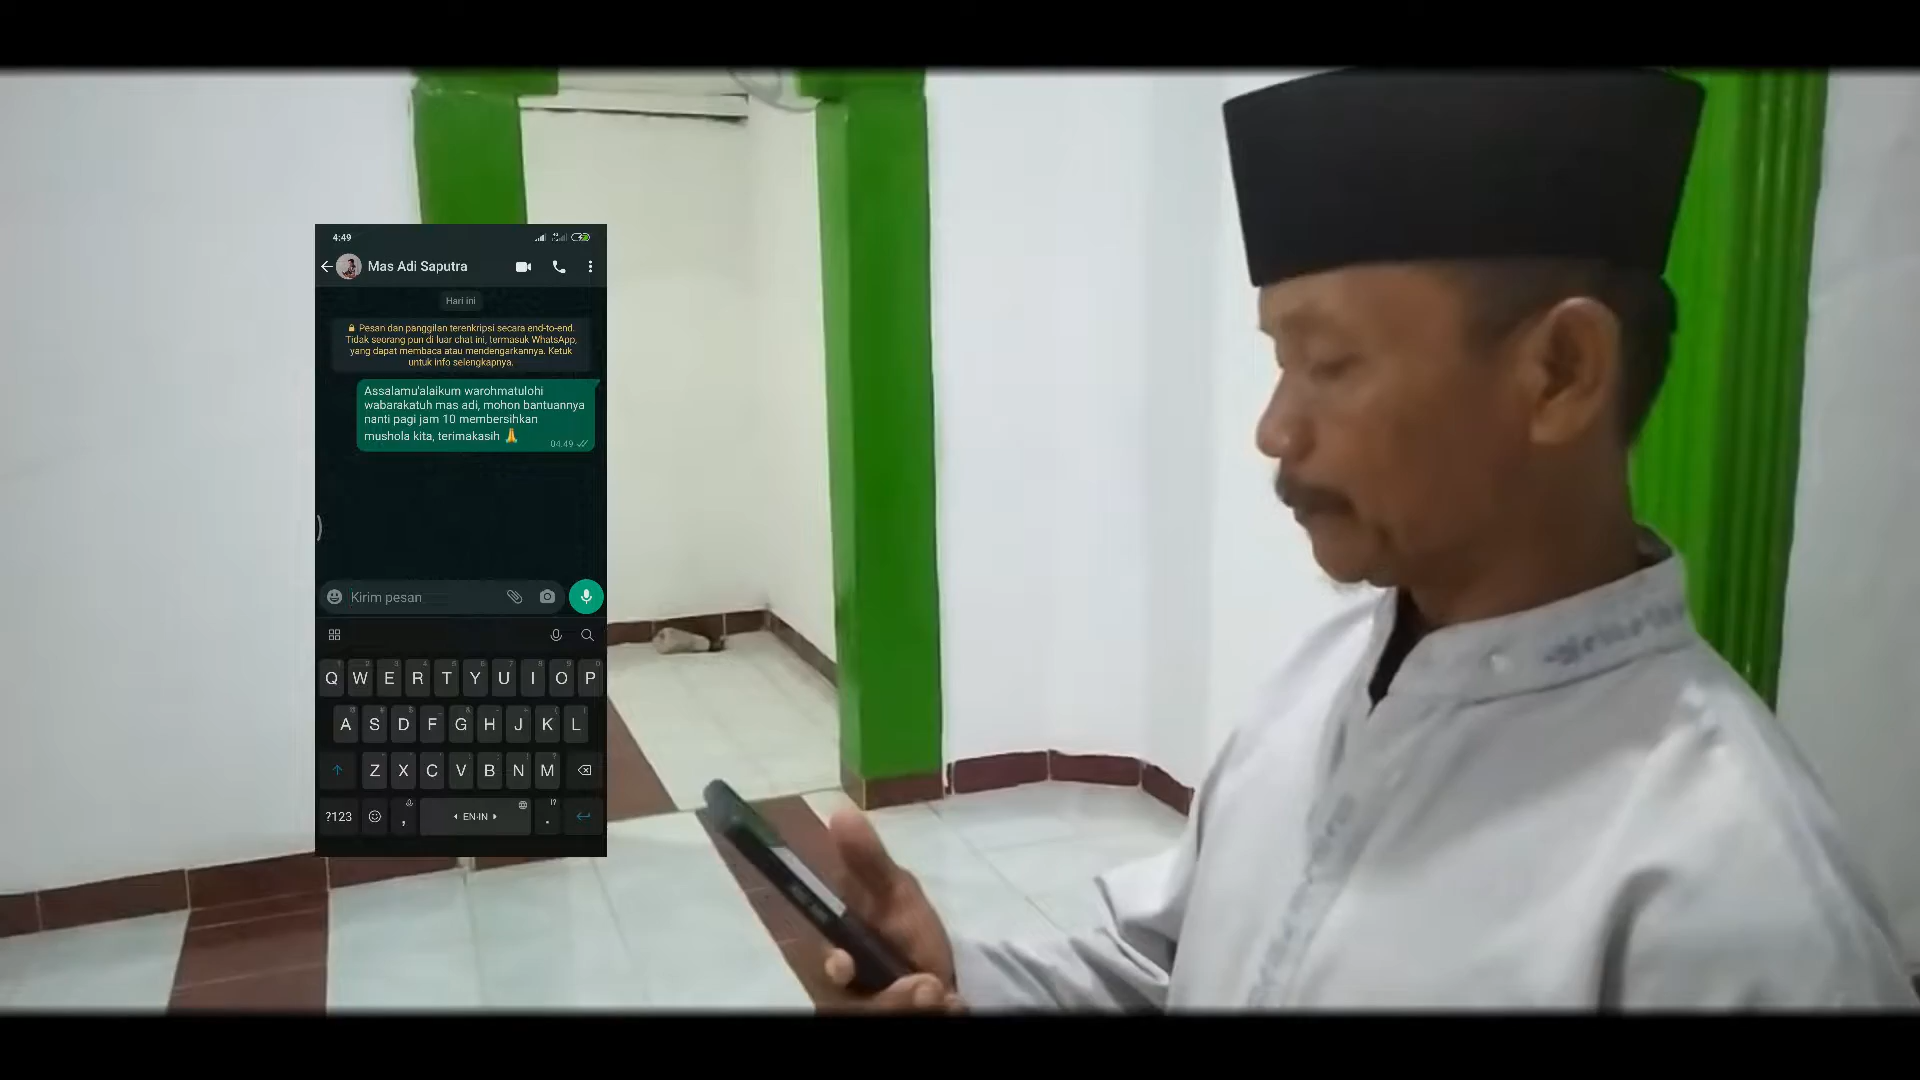 4:49
Mas Adi Saputra
Hari ini
Pesan dan panggilan terenkripsi secara end-to-end.
Tidak seorang pun di luar chat ini, termasuk WhatsApp,
yang dapat membaca atau mendengarkannya. Ketuk
untuk info selengkapnya.
Assalamu'alaikum warohmatulohi
wabarakatuh mas adi, mohon bantuannya
nanti pagi jam 10 membersihkan
mushola kita, terimakasih 🙏
04.49
Kirim pesan
Q W E R T Y U I O P
A S D F G H J K L
Z X C V B N M
?123 , EN-IN .